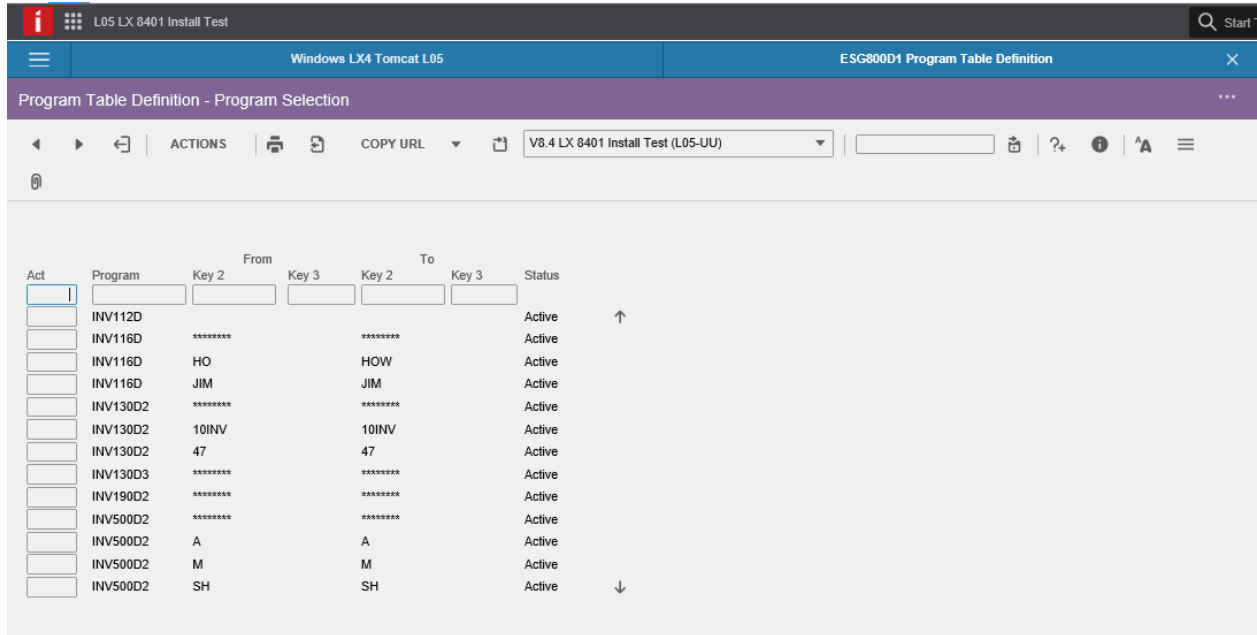 i L05 LX 8401 Install Test Start T
Windows LX4 Tomcat L05 ESG800D1 Program Table Definition
Program Table Definition - Program Selection
ACTIONS COPY URL V8.4 LX 8401 Install Test (L05-UU) ?+ i ᴬA
From To
Act Program Key 2 Key 3 Key 2 Key 3 Status
INV112D Active
INV116D ******** ******** Active
INV116D HO HOW Active
INV116D JIM JIM Active
INV130D2 ******** ******** Active
INV130D2 10INV 10INV Active
INV130D2 47 47 Active
INV130D3 ******** ******** Active
INV190D2 ******** ******** Active
INV500D2 ******** ******** Active
INV500D2 A A Active
INV500D2 M M Active
INV500D2 SH SH Active